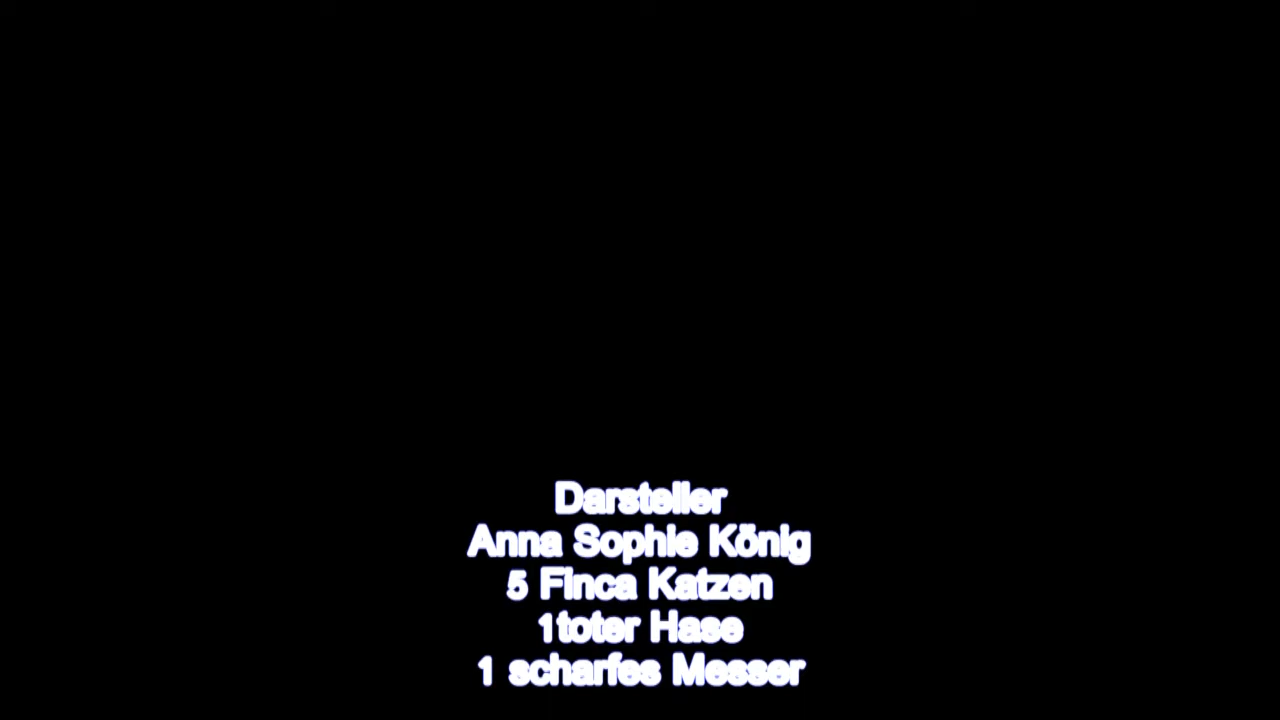 Darsteller
Anna Sophie König
5 Finca Katzen
1toter Hase
1 scharfes Messer